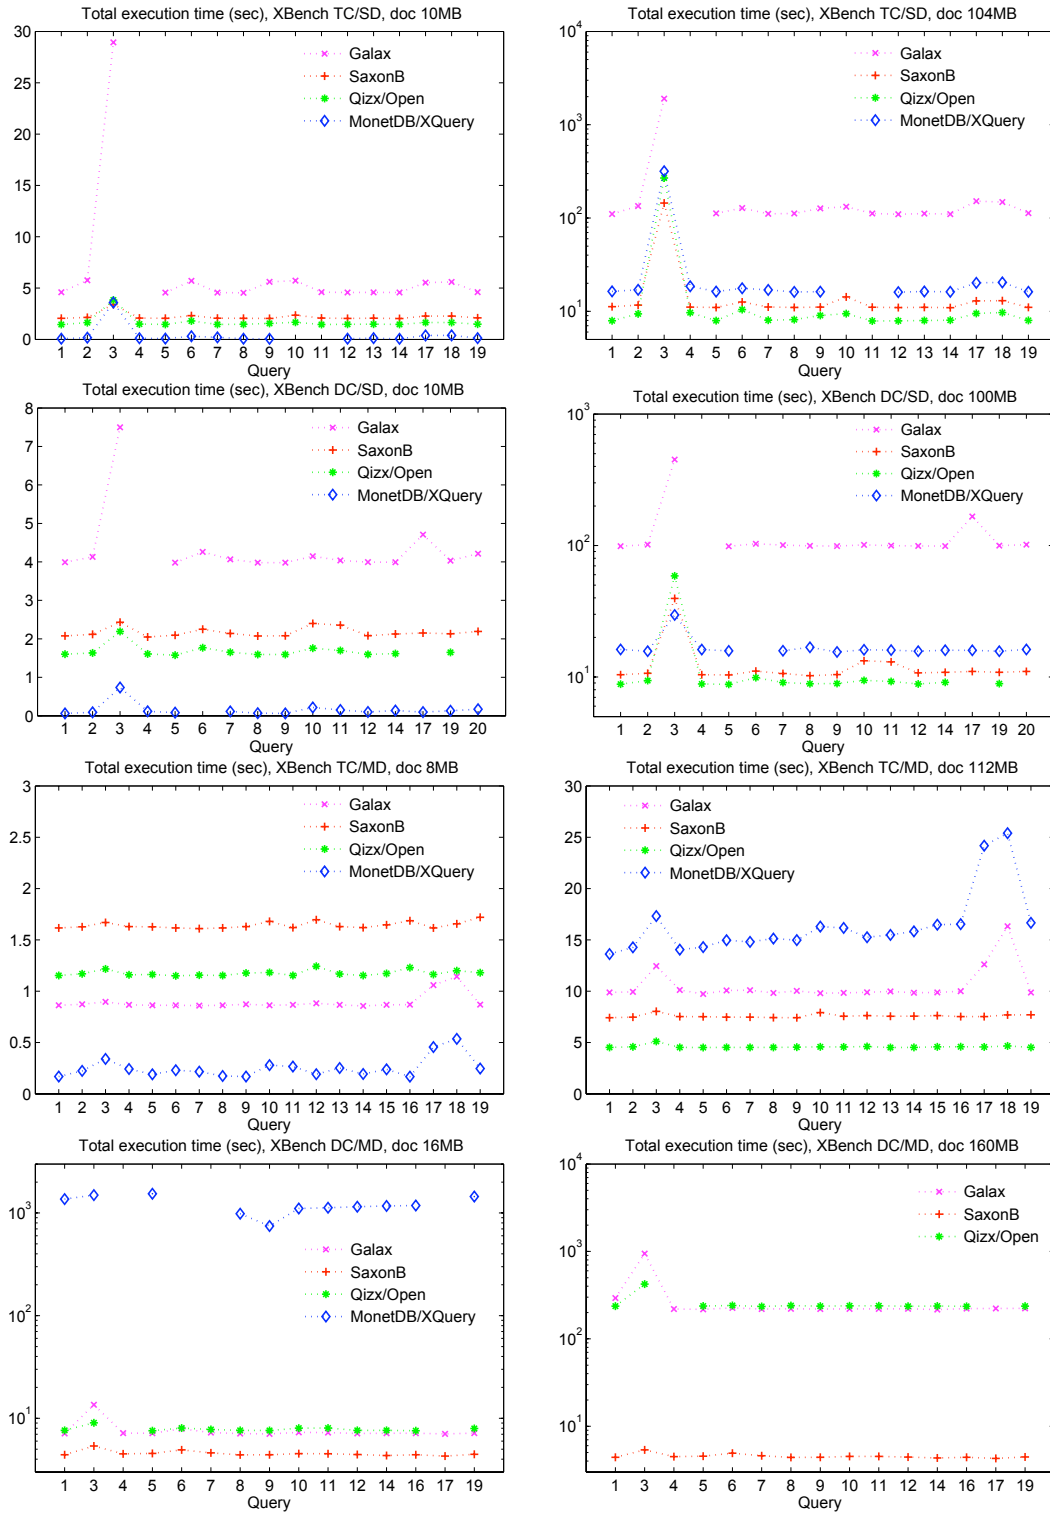 Total execution time (sec), XBench TC/SD, doc 10MB
30
25
20
15
10
5
0
Galax
SaxonB
Qizx/Open
MonetDB/XQuery
1 2 3 4 5 6 7 8 9 10 11 12 13 14 17 18 19
Query
Total execution time (sec), XBench TC/SD, doc 104MB
10^4
10^3
10^2
10^1
Galax
SaxonB
Qizx/Open
MonetDB/XQuery
1 2 3 4 5 6 7 8 9 10 11 12 13 14 17 18 19
Query
Total execution time (sec), XBench DC/SD, doc 10MB
8
7
6
5
4
3
2
1
0
Galax
SaxonB
Qizx/Open
MonetDB/XQuery
1 2 3 4 5 6 7 8 9 10 11 12 14 17 19 20
Query
Total execution time (sec), XBench DC/SD, doc 100MB
10^3
10^2
10^1
Galax
SaxonB
Qizx/Open
MonetDB/XQuery
1 2 3 4 5 6 7 8 9 10 11 12 14 17 19 20
Query
Total execution time (sec), XBench TC/MD, doc 8MB
3
2.5
2
1.5
1
0.5
0
Galax
SaxonB
Qizx/Open
MonetDB/XQuery
1 2 3 4 5 6 7 8 9 10 11 12 13 14 15 16 17 18 19
Query
Total execution time (sec), XBench TC/MD, doc 112MB
30
25
20
15
10
5
0
Galax
SaxonB
Qizx/Open
MonetDB/XQuery
1 2 3 4 5 6 7 8 9 10 11 12 13 14 15 16 17 18 19
Query
Total execution time (sec), XBench DC/MD, doc 16MB
10^3
10^2
10^1
Galax
SaxonB
Qizx/Open
MonetDB/XQuery
1 3 4 5 6 7 8 9 10 11 12 14 16 17 19
Query
Total execution time (sec), XBench DC/MD, doc 160MB
10^4
10^3
10^2
10^1
Galax
SaxonB
Qizx/Open
1 3 4 5 6 7 8 9 10 11 12 14 16 17 19
Query